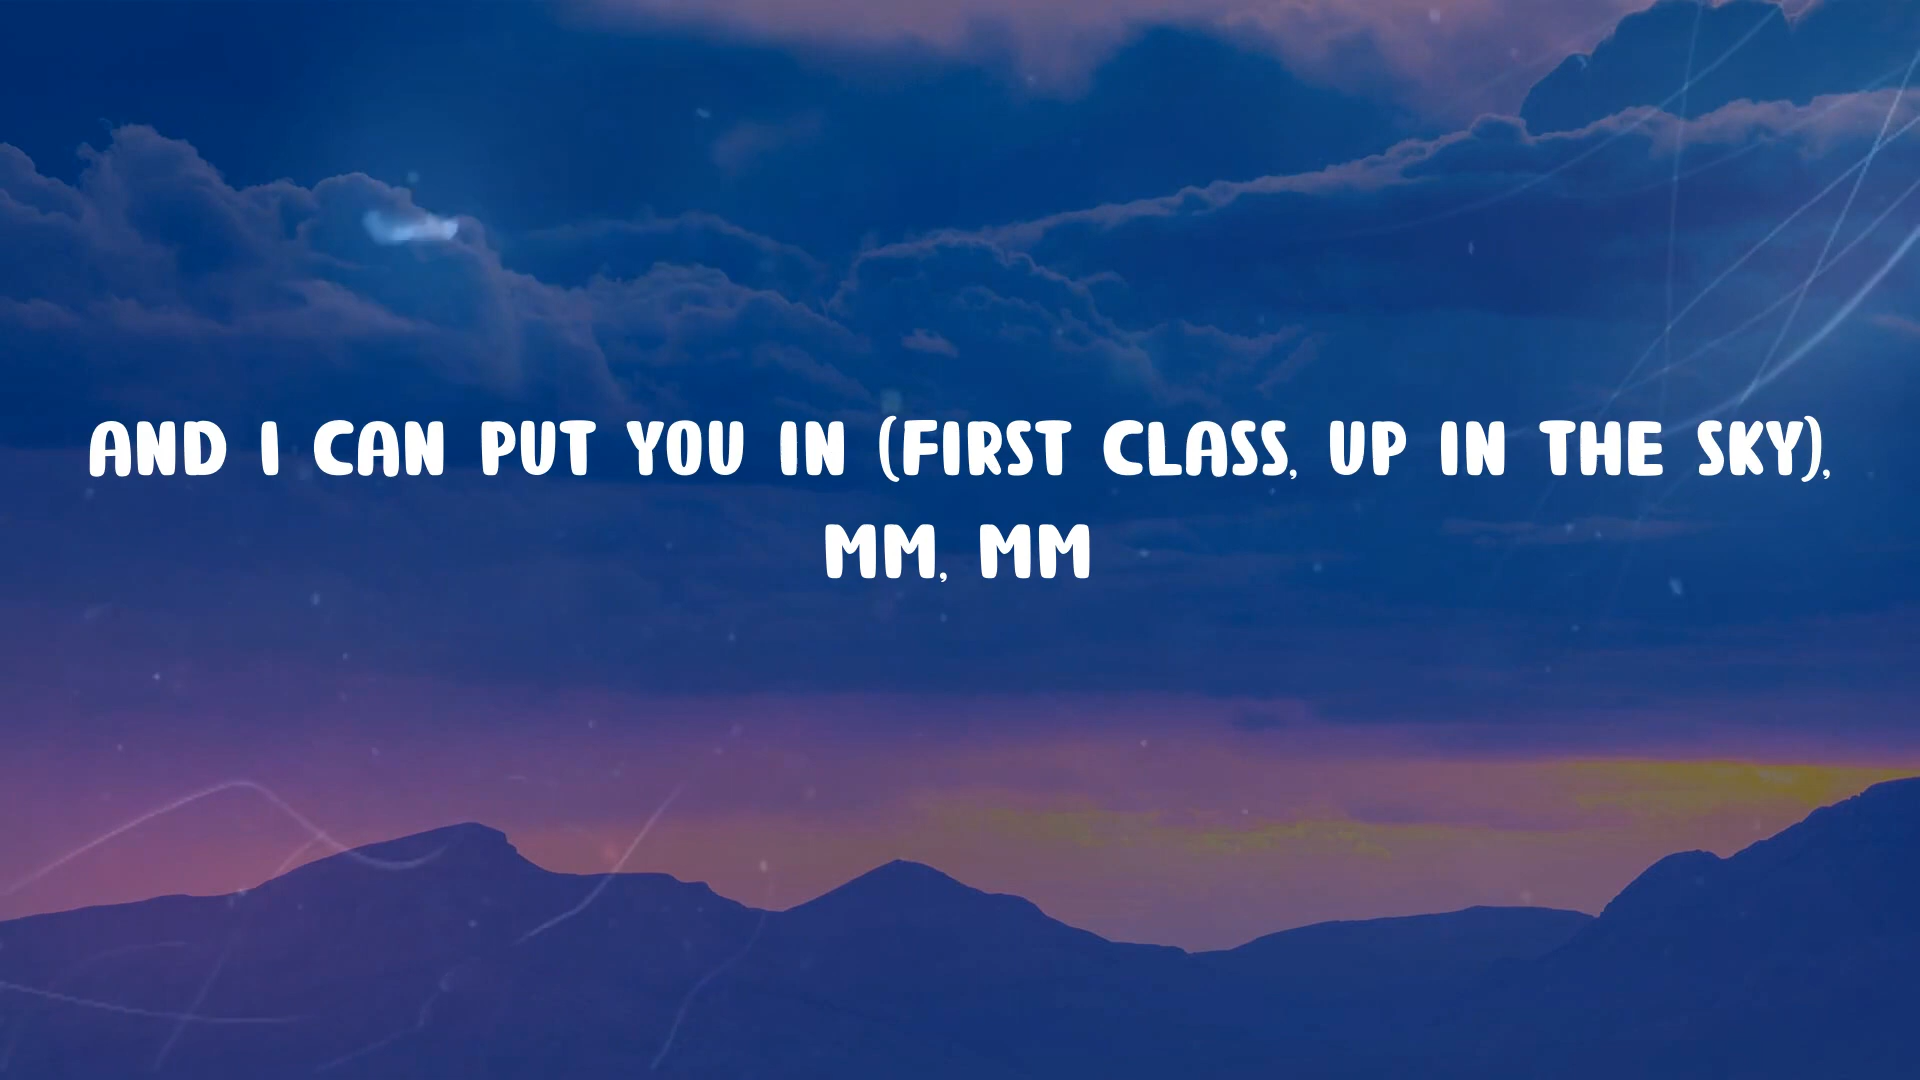 AND I CAN PUT YOU IN (FIRST CLASS, UP IN THE SKY),
MM, MM